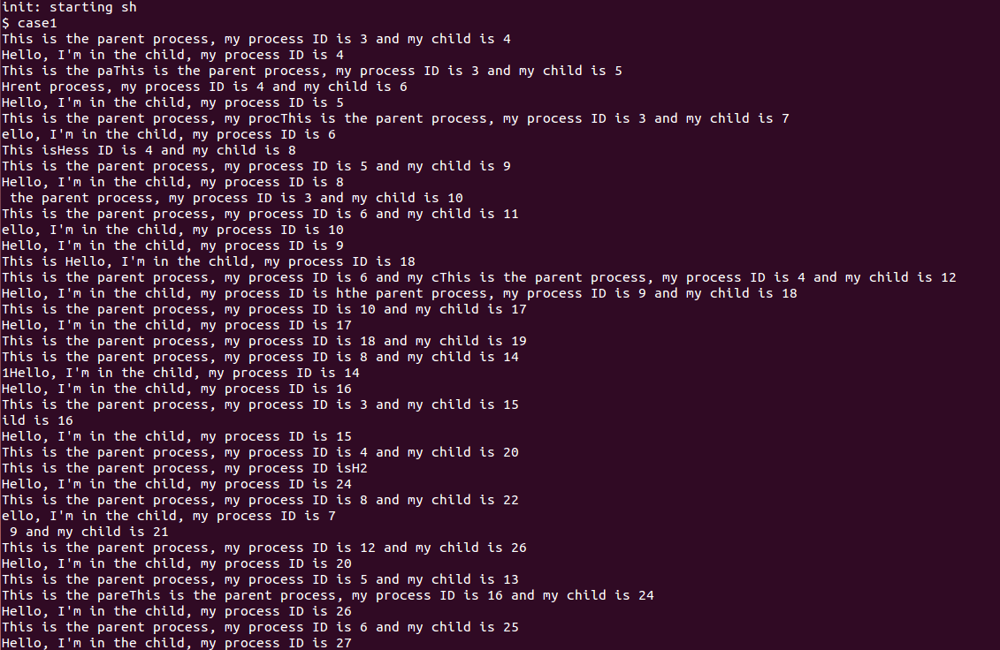 init: starting sh
$ case1
This is the parent process, my process ID is 3 and my child is 4
Hello, I'm in the child, my process ID is 4
This is the paThis is the parent process, my process ID is 3 and my child is 5
Hrent process, my process ID is 4 and my child is 6
Hello, I'm in the child, my process ID is 5
This is the parent process, my procThis is the parent process, my process ID is 3 and my child is 7
ello, I'm in the child, my process ID is 6
This isHess ID is 4 and my child is 8
This is the parent process, my process ID is 5 and my child is 9
Hello, I'm in the child, my process ID is 8
 the parent process, my process ID is 3 and my child is 10
This is the parent process, my process ID is 6 and my child is 11
ello, I'm in the child, my process ID is 10
Hello, I'm in the child, my process ID is 9
This is Hello, I'm in the child, my process ID is 18
This is the parent process, my process ID is 6 and my cThis is the parent process, my process ID is 4 and my child is 12
Hello, I'm in the child, my process ID is hthe parent process, my process ID is 9 and my child is 18
This is the parent process, my process ID is 10 and my child is 17
Hello, I'm in the child, my process ID is 17
This is the parent process, my process ID is 18 and my child is 19
This is the parent process, my process ID is 8 and my child is 14
1Hello, I'm in the child, my process ID is 14
Hello, I'm in the child, my process ID is 16
This is the parent process, my process ID is 3 and my child is 15
ild is 16
Hello, I'm in the child, my process ID is 15
This is the parent process, my process ID is 4 and my child is 20
This is the parent process, my process ID isH2
Hello, I'm in the child, my process ID is 24
This is the parent process, my process ID is 8 and my child is 22
ello, I'm in the child, my process ID is 7
 9 and my child is 21
This is the parent process, my process ID is 12 and my child is 26
Hello, I'm in the child, my process ID is 20
This is the parent process, my process ID is 5 and my child is 13
This is the pareThis is the parent process, my process ID is 16 and my child is 24
Hello, I'm in the child, my process ID is 26
This is the parent process, my process ID is 6 and my child is 25
Hello, I'm in the child, my process ID is 27